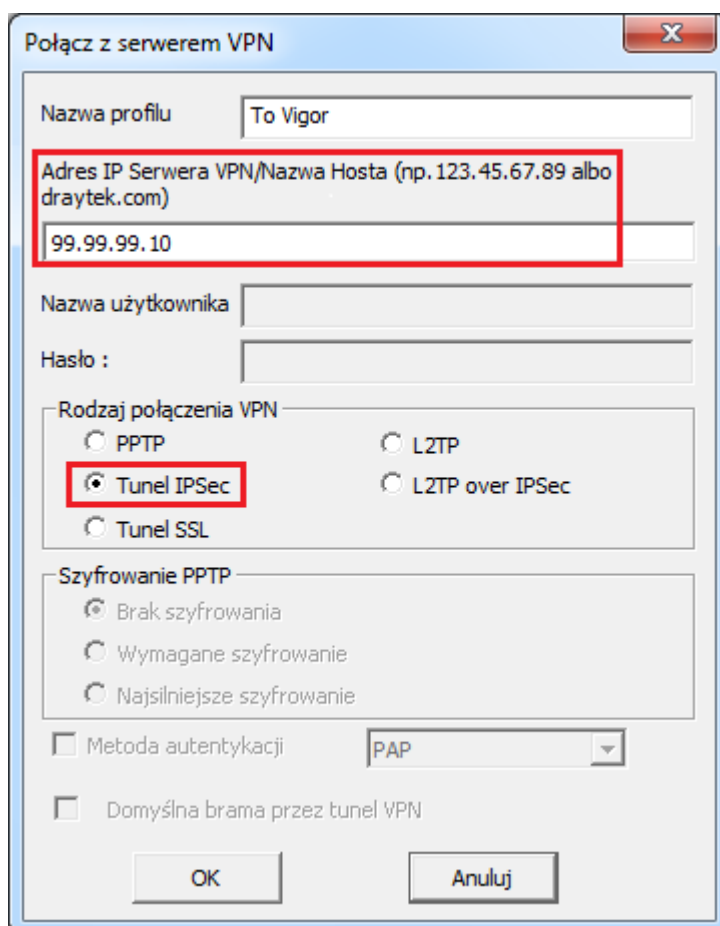 Połącz z serwerem VPN
Nazwa profilu To Vigor
Adres IP Serwera VPN/Nazwa Hosta (np.123.45.67.89 albo
draytek.com)
99.99.99.10
Nazwa użytkownika
Hasło :
Rodzaj połączenia VPN
PPTP L2TP
Tunel IPSec L2TP over IPSec
Tunel SSL
Szyfrowanie PPTP
Brak szyfrowania
Wymagane szyfrowanie
Najsilniejsze szyfrowanie
Metoda autentykacji PAP
Domyślna brama przez tunel VPN
OK Anuluj